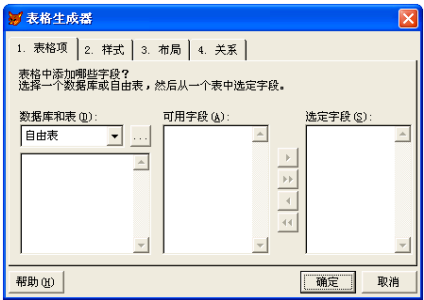 表格生成器
1. 表格项 2. 样式 3. 布局 4. 关系
表格中添加哪些字段？
选择一个数据库或自由表，然后从一个表中选定字段。
数据库和表(D): 可用字段(A): 选定字段(S):
自由表 ...
帮助(H) 确定 取消